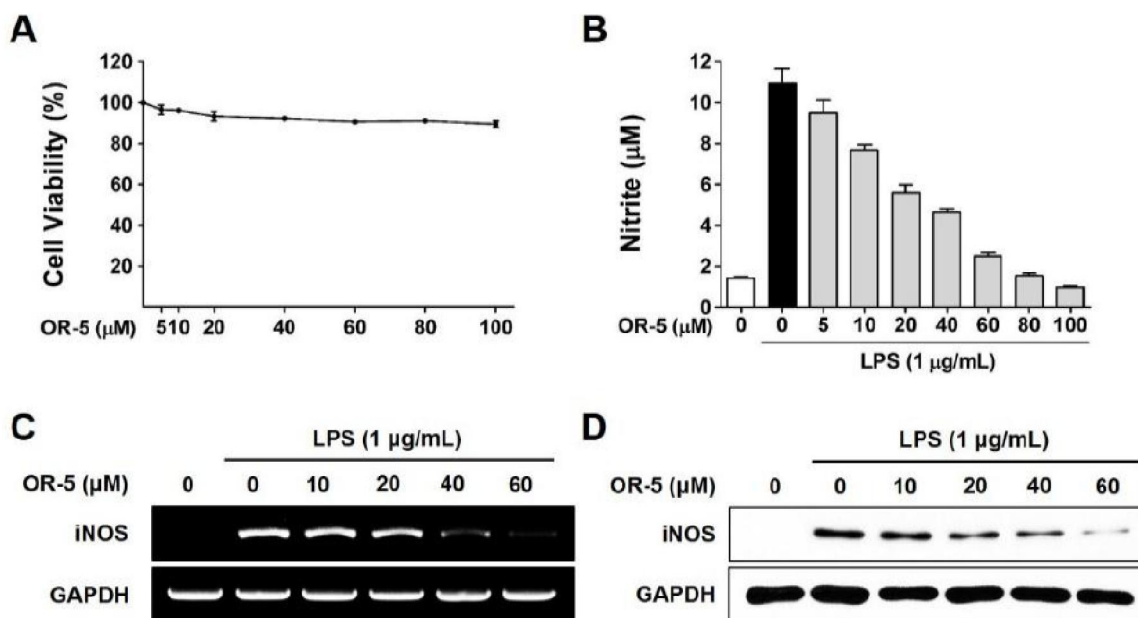 A
Cell Viability (%)
120
100
80
60
40
20
OR-5 (μM) 510 20 40 60 80 100
B
Nitrite (μM)
12
10
8
6
4
2
0
OR-5 (μM) 0 0 5 10 20 40 60 80 100
LPS (1 μg/mL)
C
LPS (1 μg/mL)
OR-5 (μM) 0 0 10 20 40 60
iNOS
GAPDH
D
LPS (1 μg/mL)
OR-5 (μM) 0 0 10 20 40 60
iNOS
GAPDH